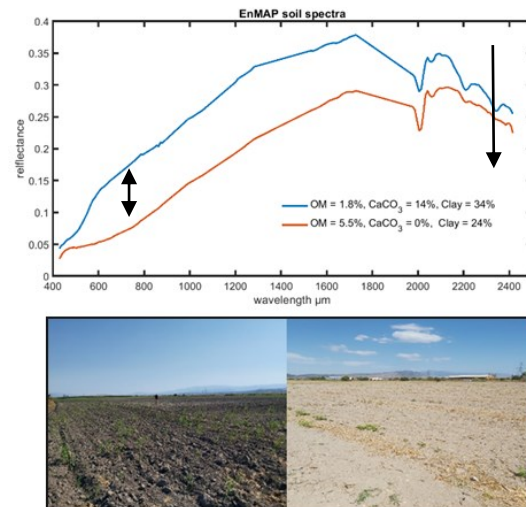 EnMAP soil spectra
0.4
0.35
0.3
0.25
0.2
0.15
0.1
0.05
0
relflectance
OM = 1.8%, CaCO3 = 14%, Clay = 34%
OM = 5.5%, CaCO3 = 0%, Clay = 24%
400 600 800 1000 1200 1400 1600 1800 2000 2200 2400
wavelength µm